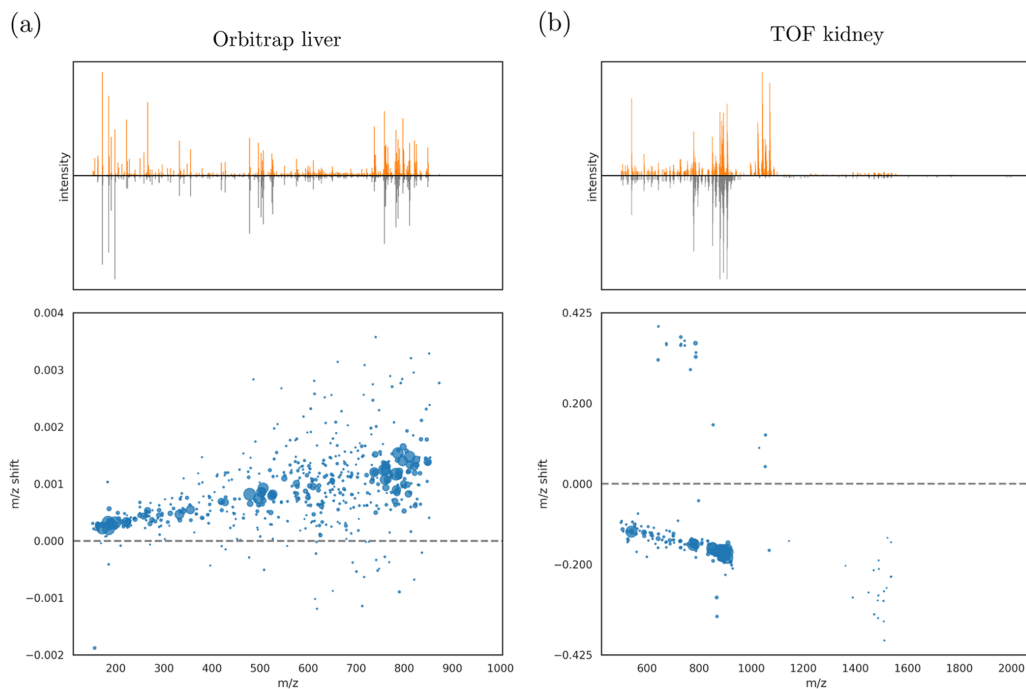 (a)
Orbitrap liver
intensity
0.004
0.003
0.002
0.001
0.000
−0.001
−0.002
m/z shift
200 300 400 500 600 700 800 900 1000
m/z
(b)
TOF kidney
intensity
0.425
0.200
0.000
−0.200
−0.425
m/z shift
600 800 1000 1200 1400 1600 1800 2000
m/z